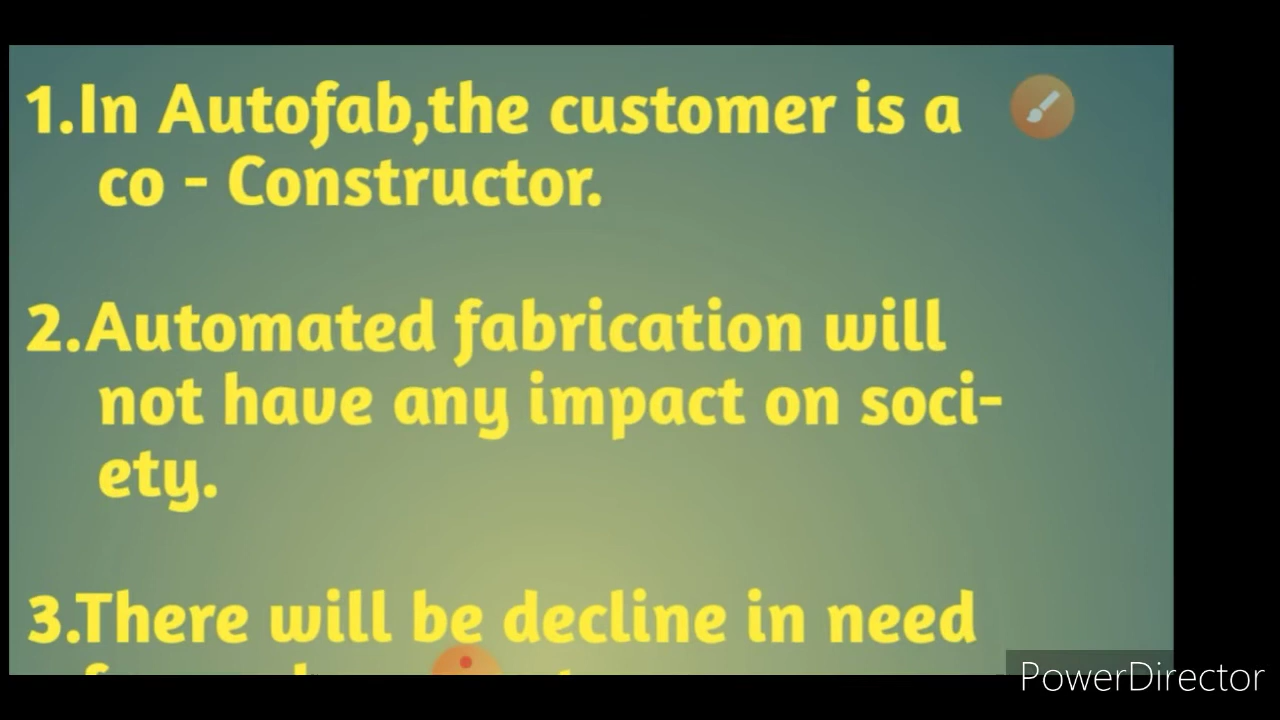 1.In Autofab,the customer is a
co - Constructor.
2.Automated fabrication will
not have any impact on soci-
ety.
3.There will be decline in need
PowerDirector